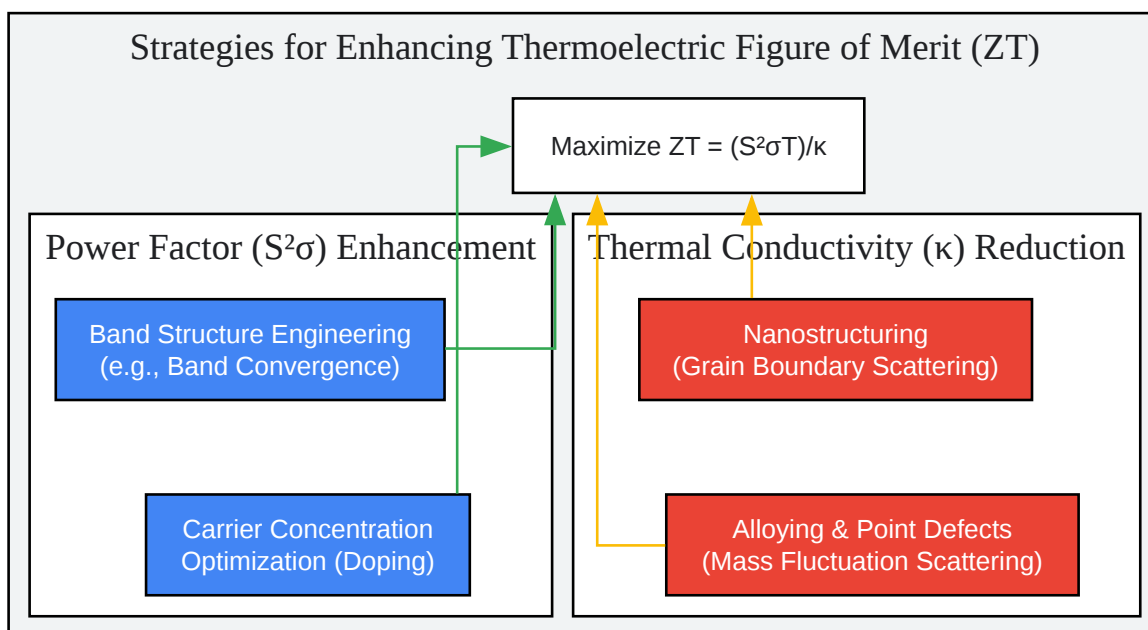 Strategies for Enhancing Thermoelectric Figure of Merit (ZT)
Maximize ZT = (S²σT)/κ
Power Factor (S²σ) Enhancement
Band Structure Engineering
(e.g., Band Convergence)
Carrier Concentration
Optimization (Doping)
Thermal Conductivity (κ) Reduction
Nanostructuring
(Grain Boundary Scattering)
Alloying & Point Defects
(Mass Fluctuation Scattering)